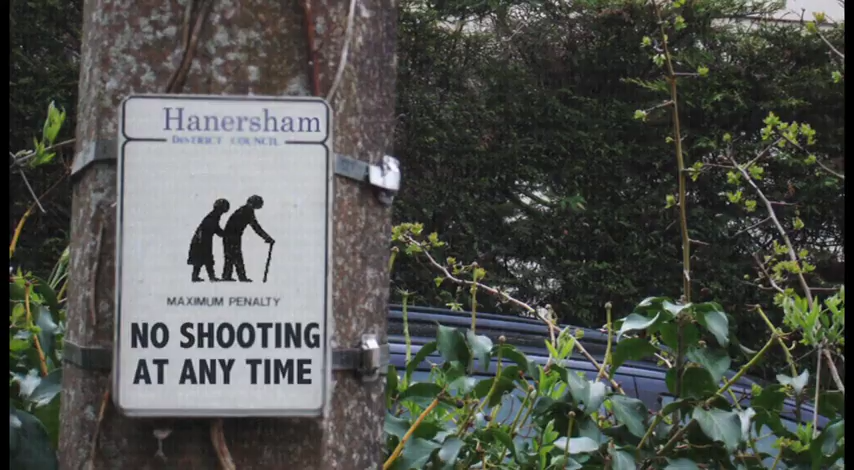 Hanersham
DISTRICT COUNCIL
MAXIMUM PENALTY
NO SHOOTING
AT ANY TIME